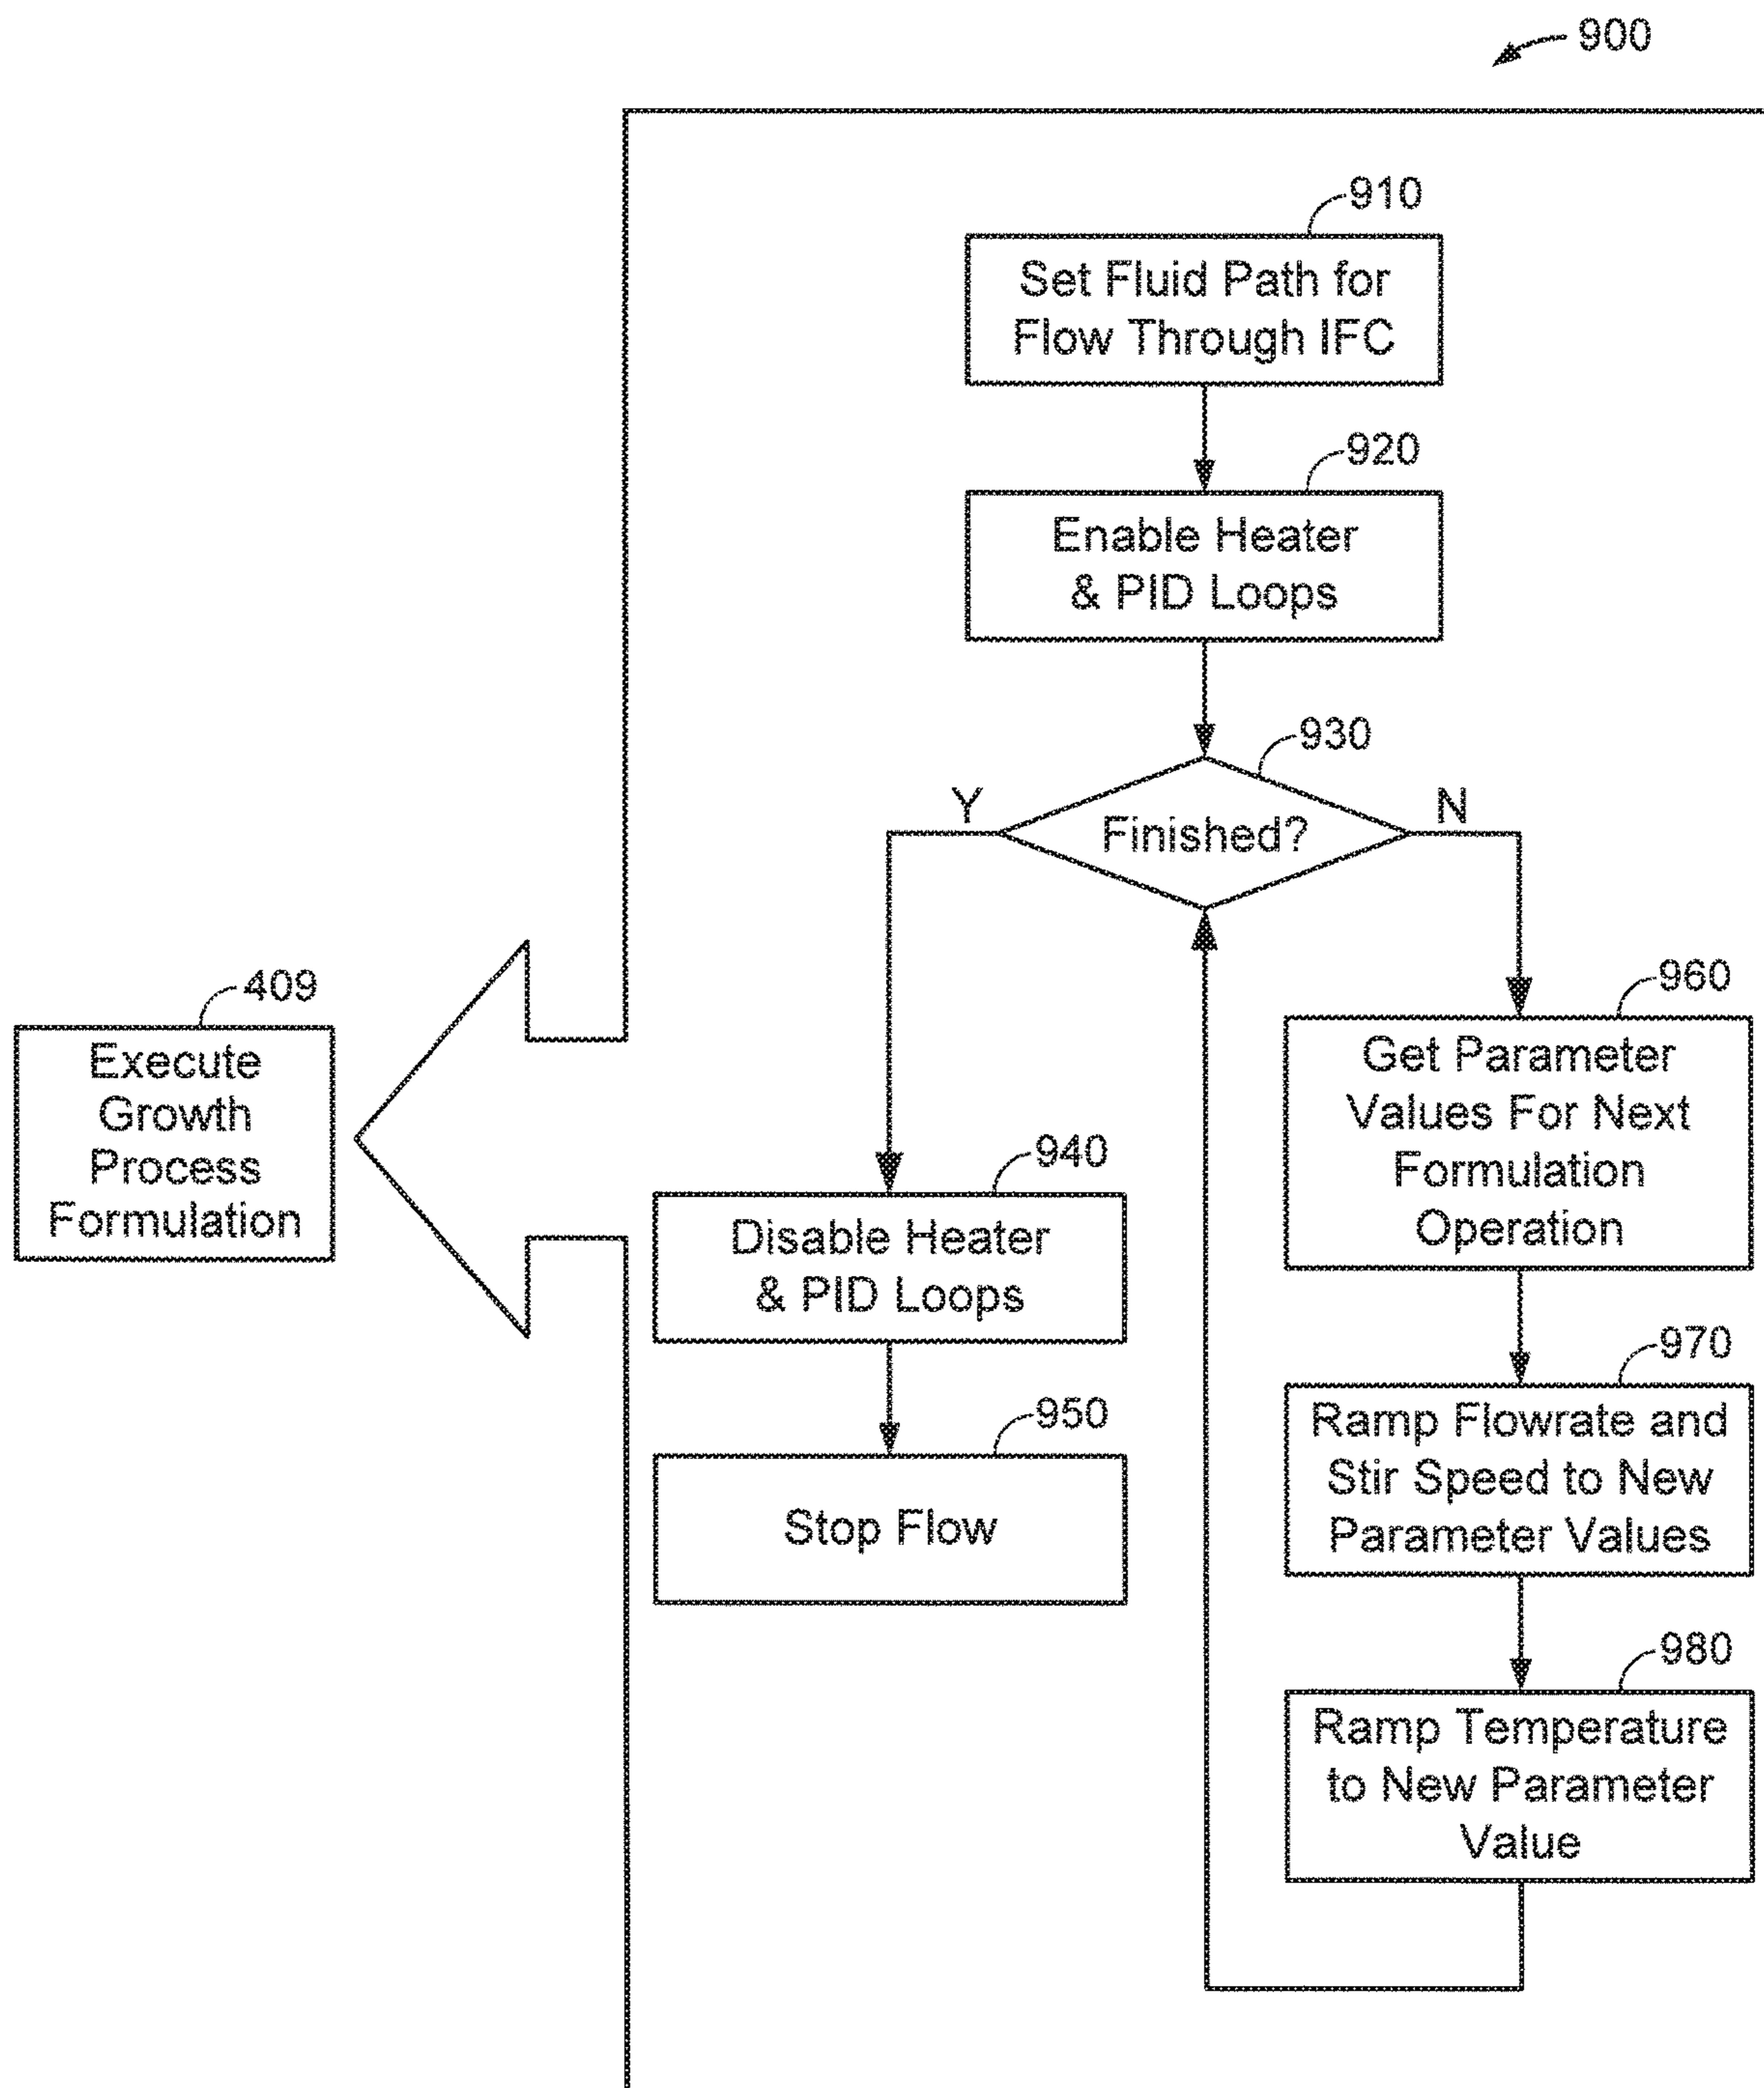 900
910
Set Fluid Path for
Flow Through IFC
920
Enable Heater
& PID Loops
930
Y
Finished?
N
409
Execute
Growth
Process
Formulation
940
Disable Heater
& PID Loops
950
Stop Flow
960
Get Parameter
Values For Next
Formulation
Operation
970
Ramp Flowrate and
Stir Speed to New
Parameter Values
980
Ramp Temperature
to New Parameter
Value